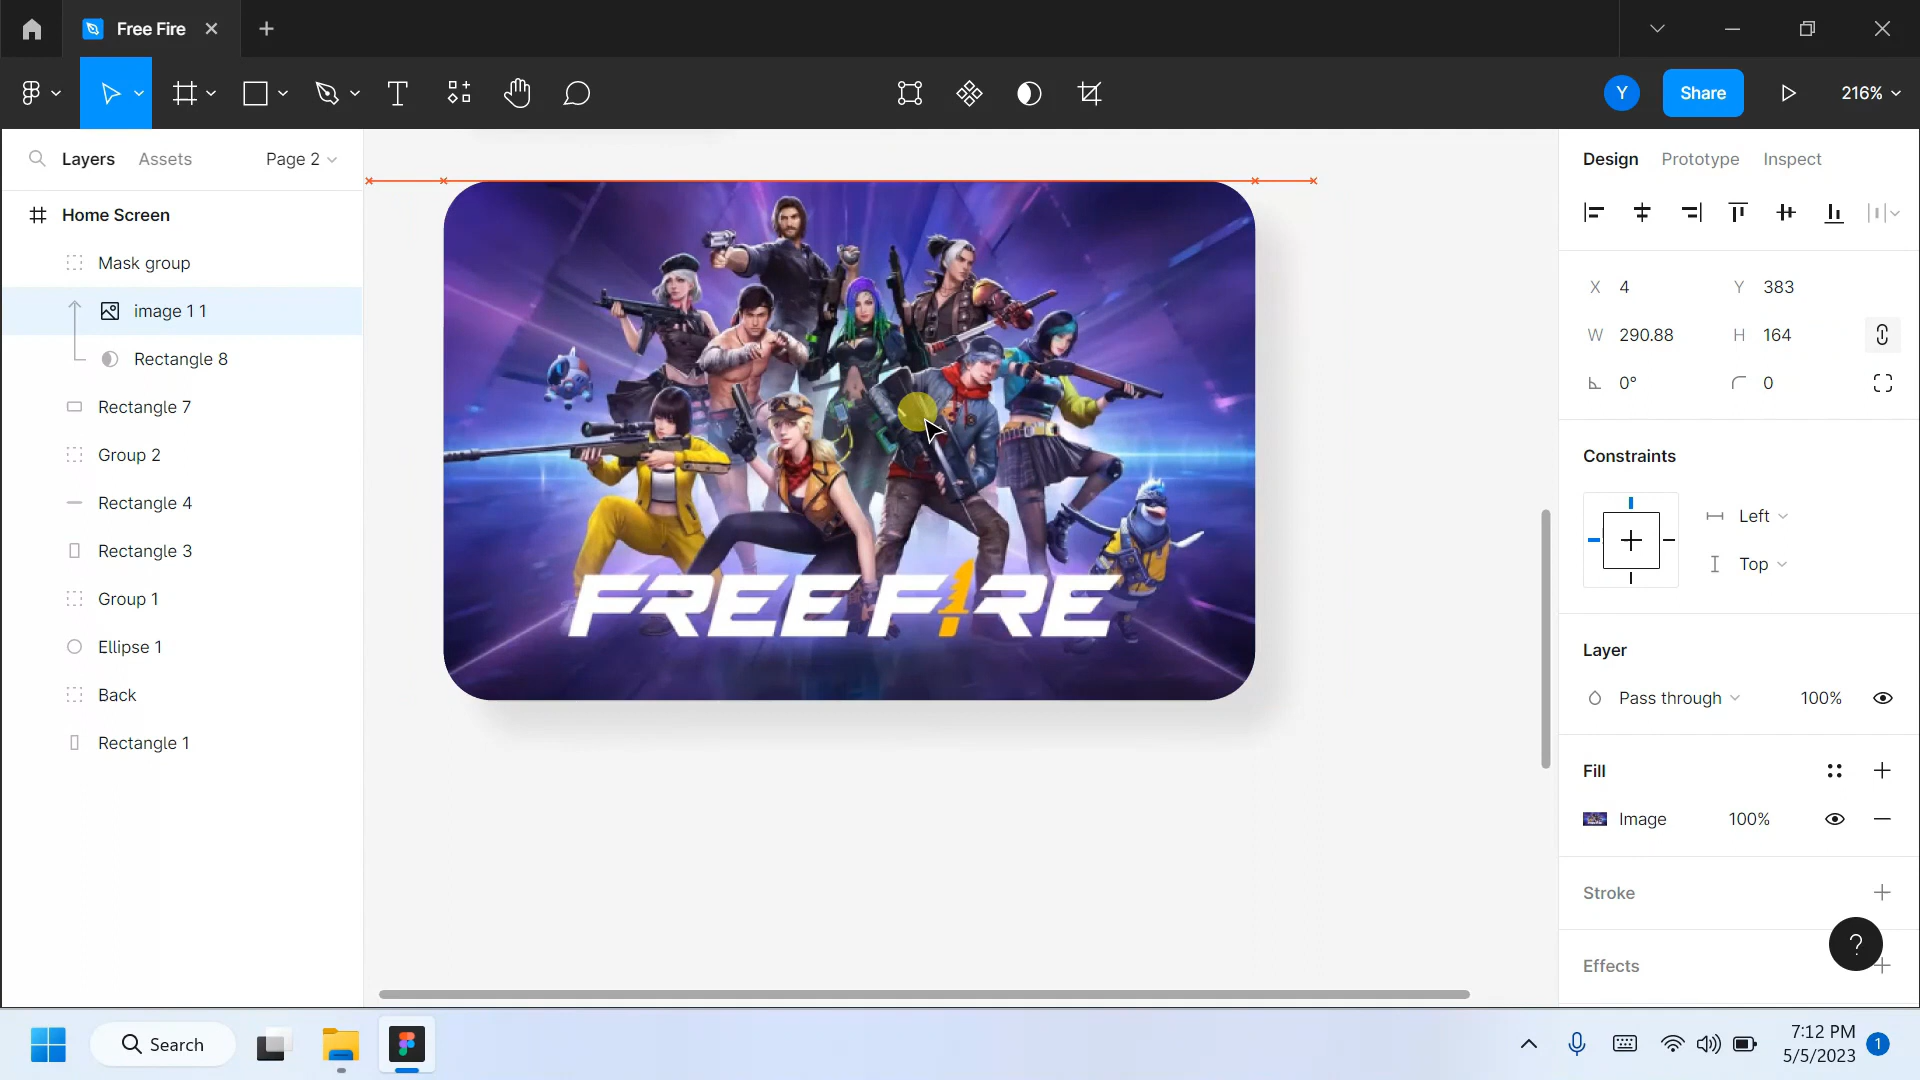 Free Fire
Y
Share
216%
Layers
Assets
Page 2
Design
Prototype
Inspect
Home Screen
Mask group
image 1 1
Rectangle 8
Rectangle 7
Group 2
Rectangle 4
Rectangle 3
Group 1
Ellipse 1
Back
Rectangle 1
FREE FIRE
X 4
Y 383
W 290.88
H 164
0°
0
Constraints
Left
Top
Layer
Pass through
100%
Fill
Image
100%
Stroke
?
Effects
Search
7:12 PM
5/5/2023
1